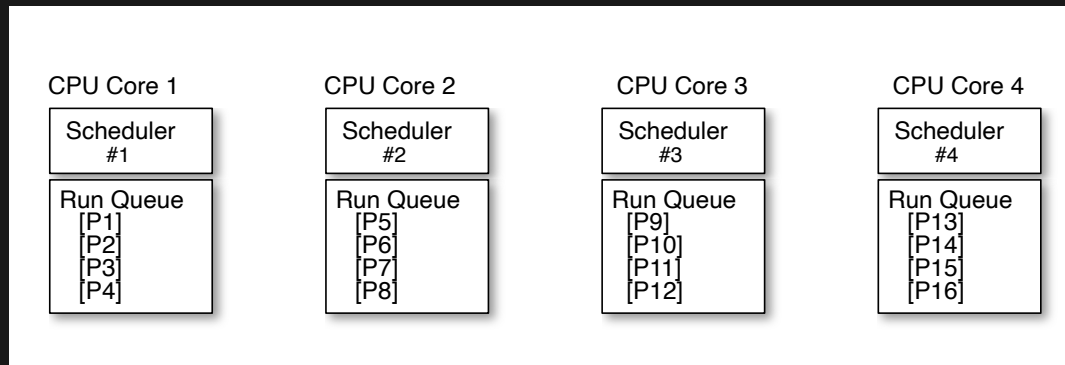 CPU Core 1
Scheduler
#1
Run Queue
[P1]
[P2]
[P3]
[P4]
CPU Core 2
Scheduler
#2
Run Queue
[P5]
[P6]
[P7]
[P8]
CPU Core 3
Scheduler
#3
Run Queue
[P9]
[P10]
[P11]
[P12]
CPU Core 4
Scheduler
#4
Run Queue
[P13]
[P14]
[P15]
[P16]